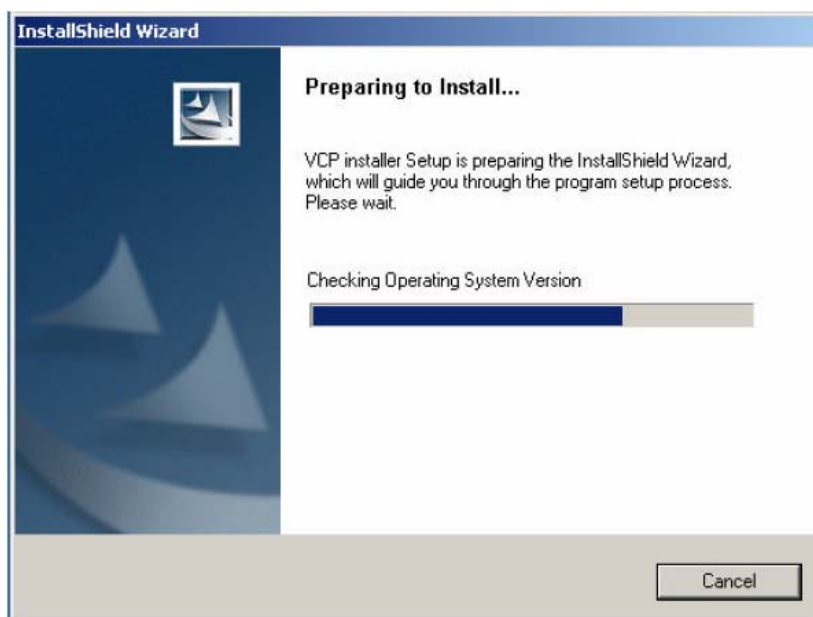 InstallShield Wizard
Preparing to Install...
VCP installer Setup is preparing the InstallShield Wizard,
which will guide you through the program setup process.
Please wait.
Checking Operating System Version
Cancel